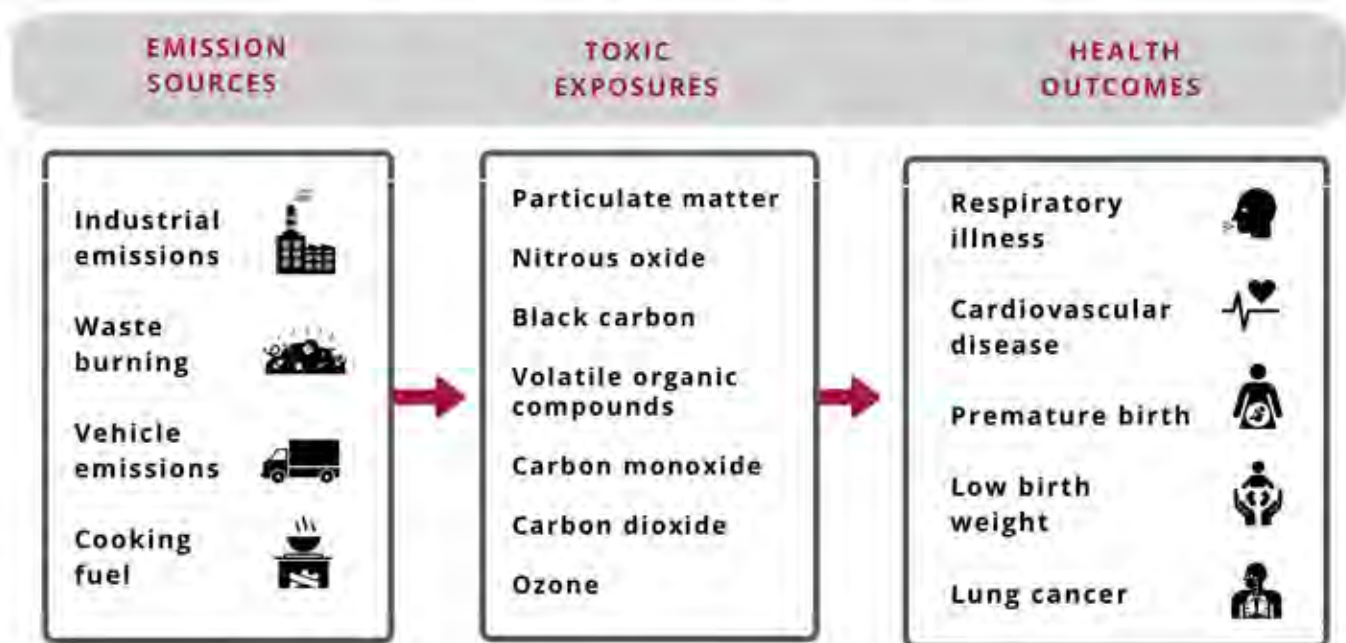 EMISSION
SOURCES
TOXIC
EXPOSURES
HEALTH
OUTCOMES
Industrial
emissions
Waste
burning
Vehicle
emissions
Cooking
fuel
Particulate matter
Nitrous oxide
Black carbon
Volatile organic
compounds
Carbon monoxide
Carbon dioxide
Ozone
Respiratory
illness
Cardiovascular
disease
Premature birth
Low birth
weight
Lung cancer